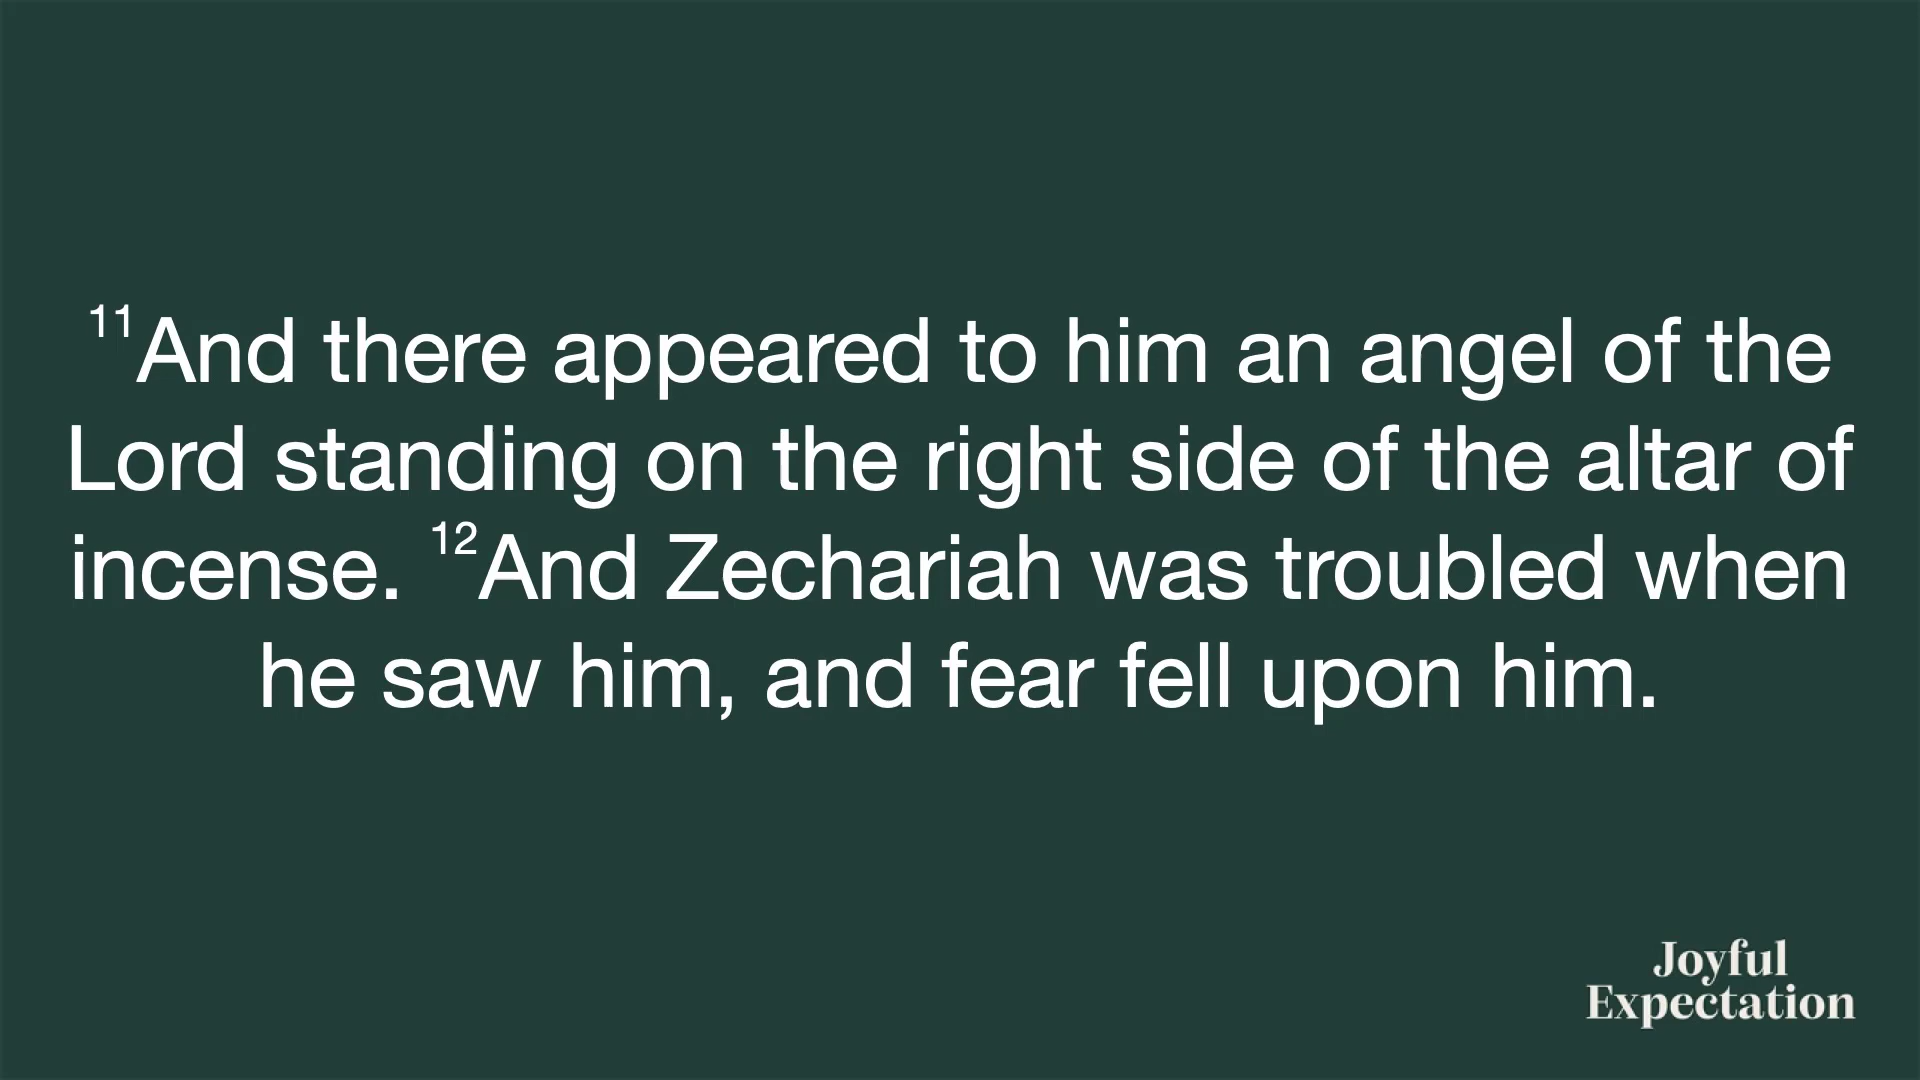 11And there appeared to him an angel of the
Lord standing on the right side of the altar of
incense. 12And Zechariah was troubled when
he saw him, and fear fell upon him.
Joyful
Expectation